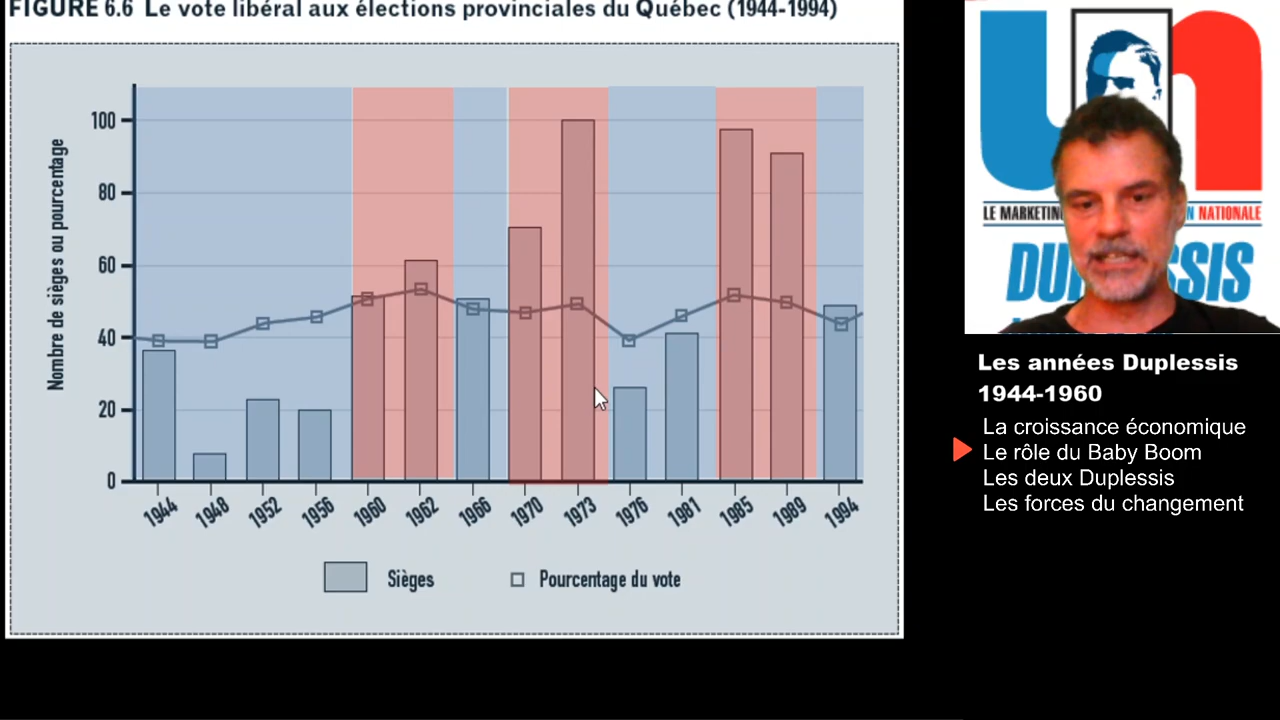 FIGURE 6.6 Le vote libéral aux élections provinciales du Québec (1944-1994)
Nombre de sièges ou pourcentage
100
80
60
40
20
0
1944 1948 1952 1956 1960 1962 1966 1970 1973 1976 1981 1985 1989 1994
Sièges
Pourcentage du vote
un
LE MARKETING NATIONALE
Les années Duplessis
1944-1960
La croissance économique
Le rôle du Baby Boom
Les deux Duplessis
Les forces du changement